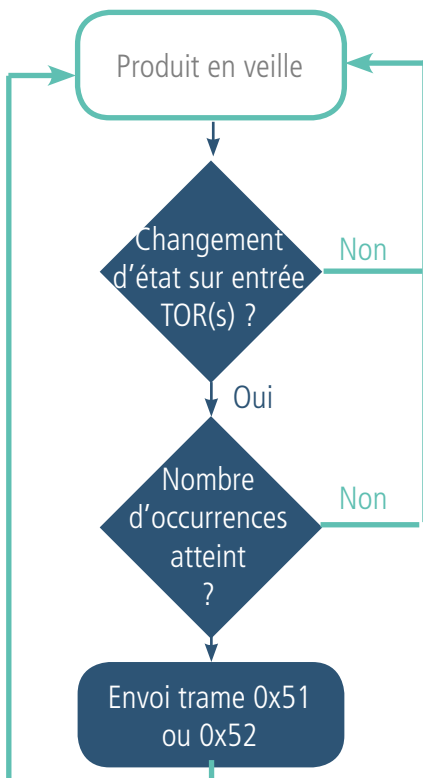 Produit en veille
Changement
d’état sur entrée
TOR(s) ?
Non
Oui
Nombre
d’occurrences
atteint
?
Non
Envoi trame 0x51
ou 0x52